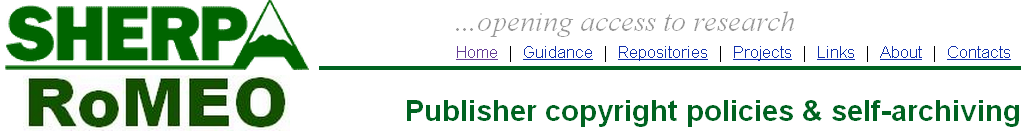 SHERPA
RoMEO
...opening access to research
Home | Guidance | Repositories | Projects | Links | About | Contacts
Publisher copyright policies & self-archiving